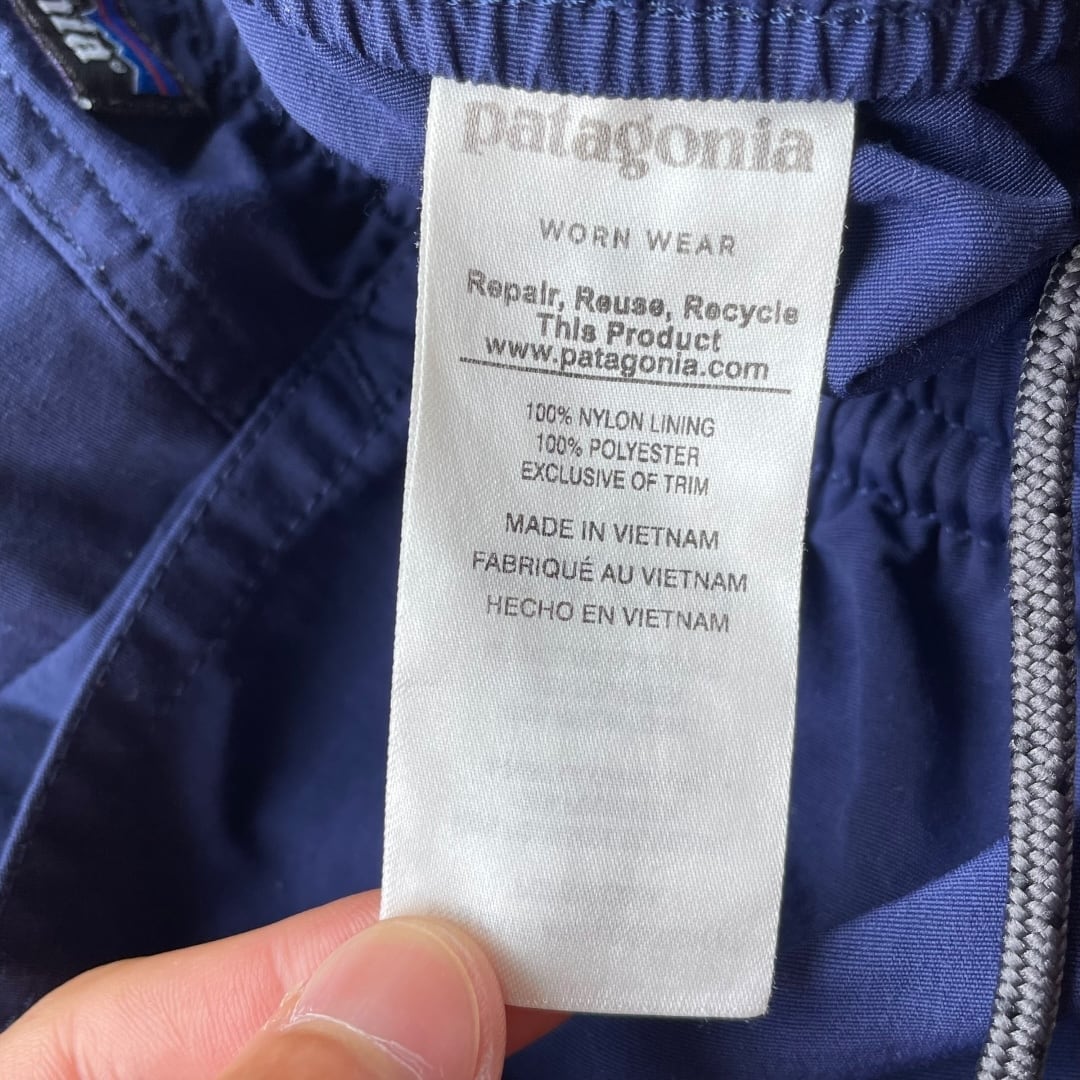 patagonia
WORN WEAR
Repair, Reuse, Recycle
This Product
www.patagonia.com
100% NYLON LINING
100% POLYESTER
EXCLUSIVE OF TRIM
MADE IN VIETNAM
FABRIQUÉ AU VIETNAM
HECHO EN VIETNAM